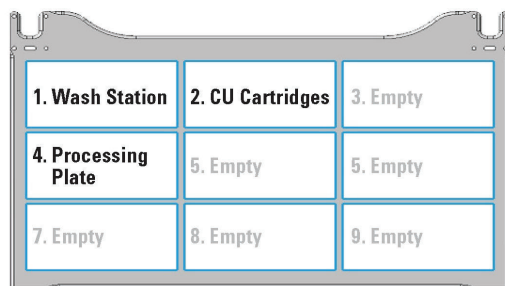 1. Wash Station
2. CU Cartridges
3. Empty
4. Processing
Plate
5. Empty
5. Empty
7. Empty
8. Empty
9. Empty